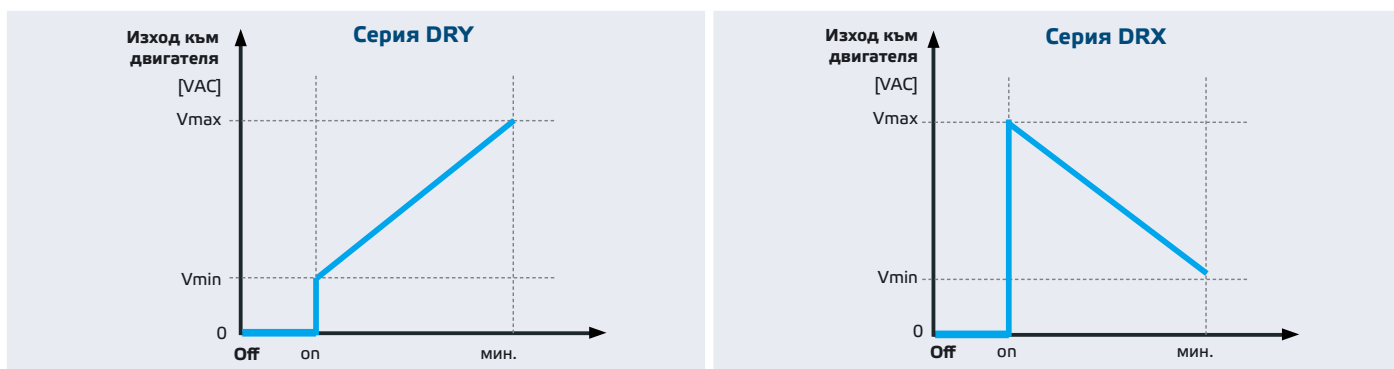 Серия DRY
Изход към
двигателя
[VAC]
Vmax
Vmin
0
Off
on
мин.
Серия DRX
Изход към
двигателя
[VAC]
Vmax
Vmin
0
Off
on
мин.